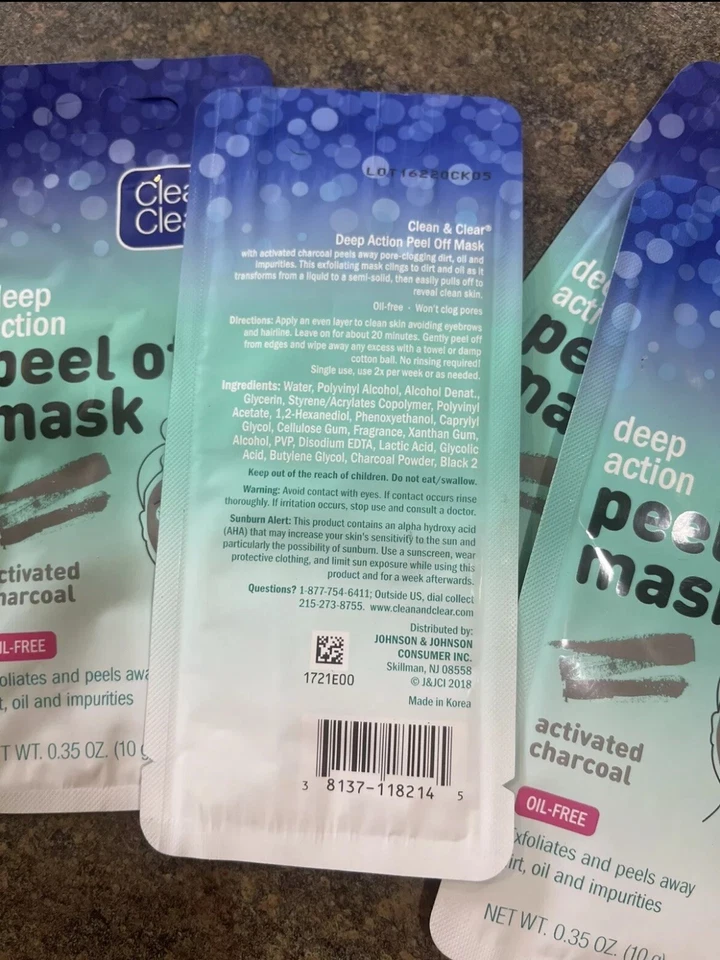 LOT16220CK05
Clean & Clear®
Deep Action Peel Off Mask
with activated charcoal peels away pore-clogging dirt, oil and
impurities. This exfoliating mask clings to dirt and oil as it
transforms from a liquid to a semi-solid, then easily pulls off to
reveal clean skin.
Oil-free · Won't clog pores
Directions: Apply an even layer to clean skin avoiding eyebrows
and hairline. Leave on for about 20 minutes. Gently peel off
from edges and wipe away any excess with a towel or damp
cotton ball. No rinsing required!
Single use, use 2x per week or as needed.
Ingredients: Water, Polyvinyl Alcohol, Alcohol Denat.,
Glycerin, Styrene/Acrylates Copolymer, Polyvinyl
Acetate, 1,2-Hexanediol, Phenoxyethanol, Caprylyl
Glycol, Cellulose Gum, Fragrance, Xanthan Gum,
Alcohol, PVP, Disodium EDTA, Lactic Acid, Glycolic
Acid, Butylene Glycol, Charcoal Powder, Black 2
Keep out of the reach of children. Do not eat/swallow.
Warning: Avoid contact with eyes. If contact occurs rinse
thoroughly. If irritation occurs, stop use and consult a doctor.
Sunburn Alert: This product contains an alpha hydroxy acid
(AHA) that may increase your skin's sensitivity to the sun and
particularly the possibility of sunburn. Use a sunscreen, wear
protective clothing, and limit sun exposure while using this
product and for a week afterwards.
Questions? 1-877-754-6411; Outside US, dial collect
215-273-8755. www.cleanandclear.com
Distributed by:
JOHNSON & JOHNSON
CONSUMER INC.
Skillman, NJ 08558
© J&JCI 2018
Made in Korea
1721E00
3 8137-118214 5
Clea
Clea
eep
ction
peel o
mask
ctivated
harcoal
IL-FREE
oliates and peels awa
t, oil and impurities
T WT. 0.35 OZ. (10 g
de
acti
pe
ma
deep
action
peel
mas
activated
charcoal
OIL-FREE
xfoliates and peels away
irt, oil and impurities
NET WT. 0.35 OZ. (10 g)